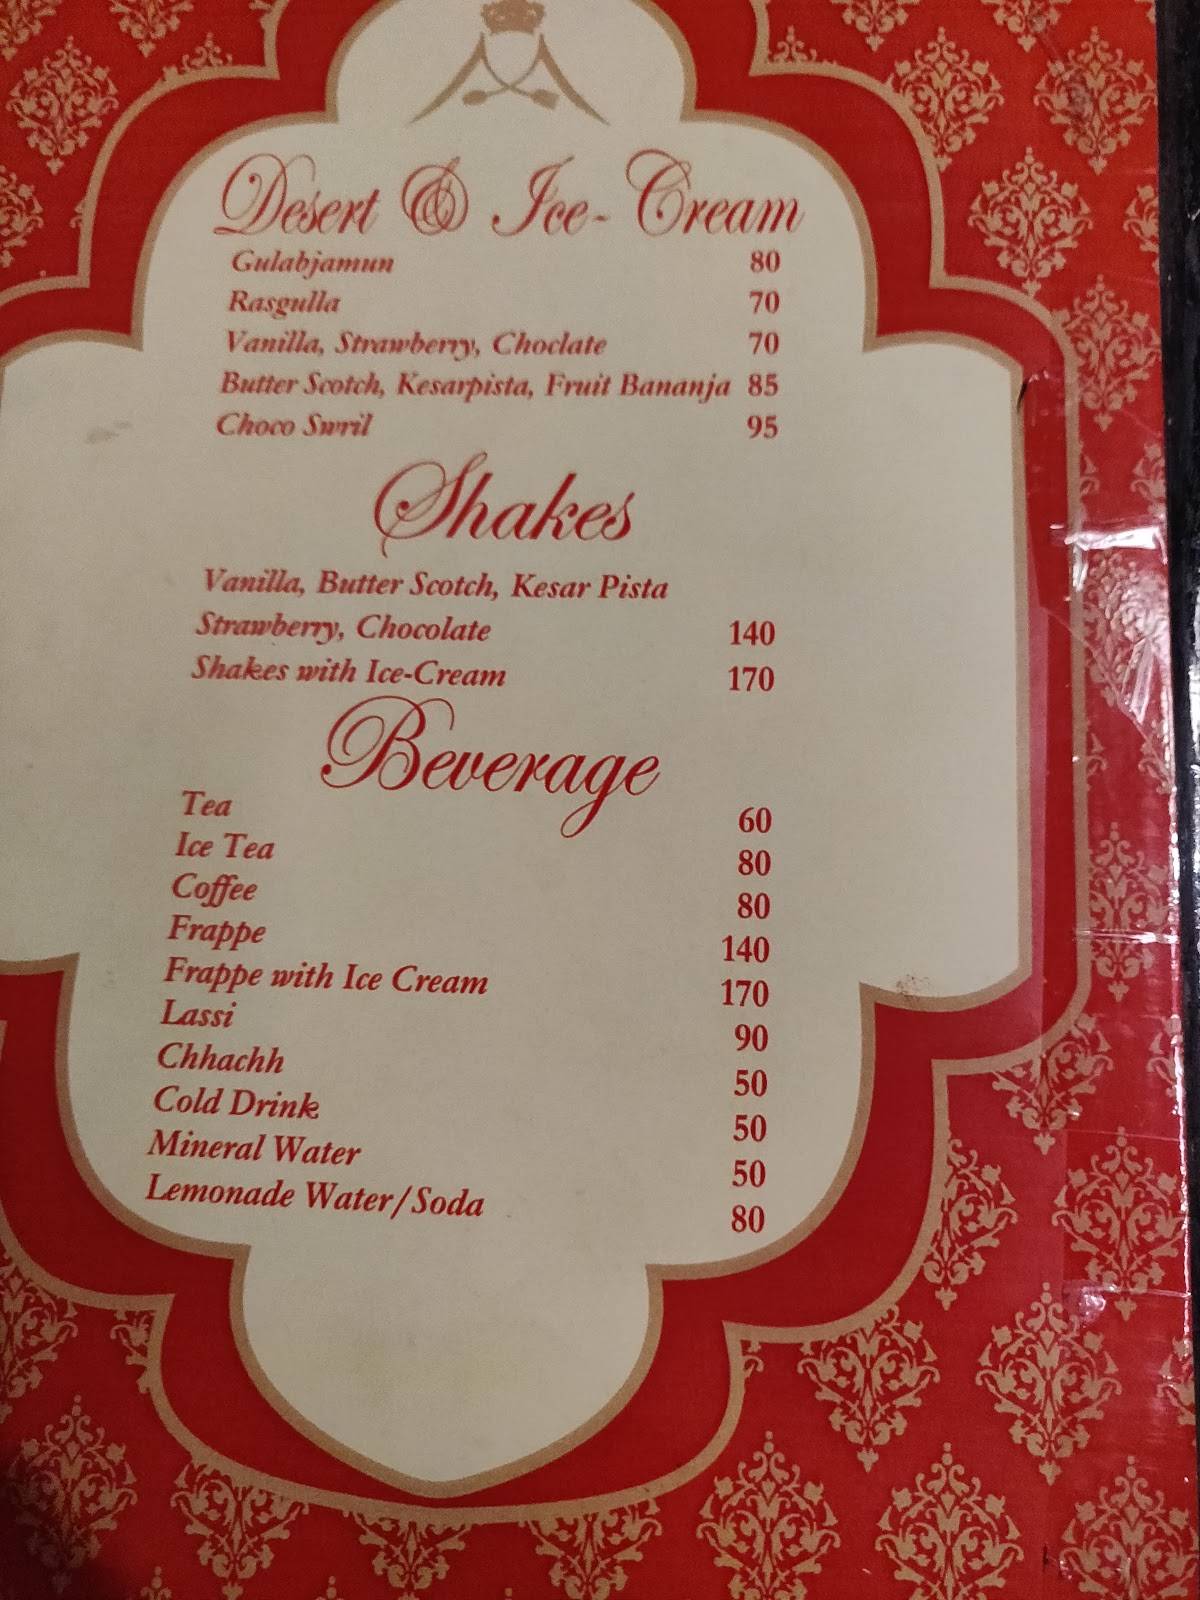 Desert & Ice-Cream
Gulabjamun 80
Rasgulla 70
Vanilla, Strawberry, Choclate 70
Butter Scotch, Kesarpista, Fruit Bananja 85
Choco Swril 95
Shakes
Vanilla, Butter Scotch, Kesar Pista
Strawberry, Chocolate 140
Shakes with Ice-Cream 170
Beverage
Tea 60
Ice Tea 80
Coffee 80
Frappe 140
Frappe with Ice Cream 170
Lassi 90
Chhachh 50
Cold Drink 50
Mineral Water 50
Lemonade Water/Soda 80